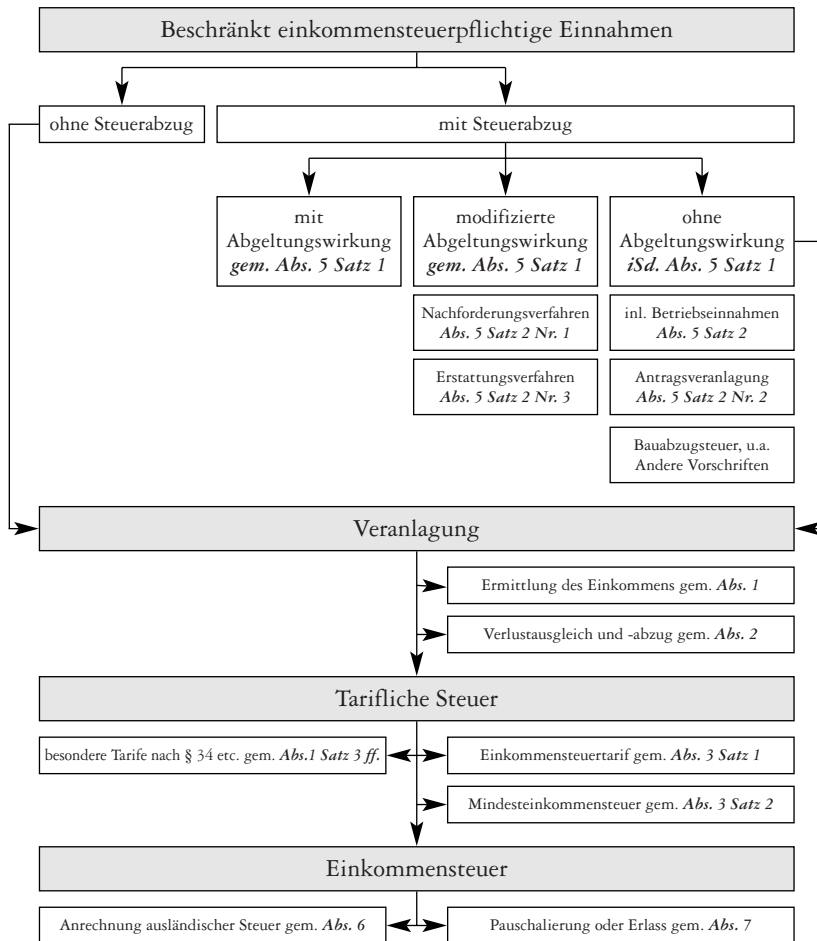 Beschränkt einkommensteuerpflichtige Einnahmen
ohne Steuerabzug
mit Steuerabzug
mit
Abgeltungswirkung
gem. Abs. 5 Satz 1
modifizierte
Abgeltungswirkung
gem. Abs. 5 Satz 1
ohne
Abgeltungswirkung
iSd. Abs. 5 Satz 1
Nachforderungsverfahren
Abs. 5 Satz 2 Nr. 1
inl. Betriebseinnahmen
Abs. 5 Satz 2
Erstattungsverfahren
Abs. 5 Satz 2 Nr. 3
Antragsveranlagung
Abs. 5 Satz 2 Nr. 2
Bauabzugsteuer, u.a.
Andere Vorschriften
Veranlagung
Ermittlung des Einkommens gem. Abs. 1
Verlustausgleich und -abzug gem. Abs. 2
Tarifliche Steuer
besondere Tarife nach § 34 etc. gem. Abs.1 Satz 3 ff.
Einkommensteuertarif gem. Abs. 3 Satz 1
Mindesteinkommensteuer gem. Abs. 3 Satz 2
Einkommensteuer
Anrechnung ausländischer Steuer gem. Abs. 6
Pauschalierung oder Erlass gem. Abs. 7